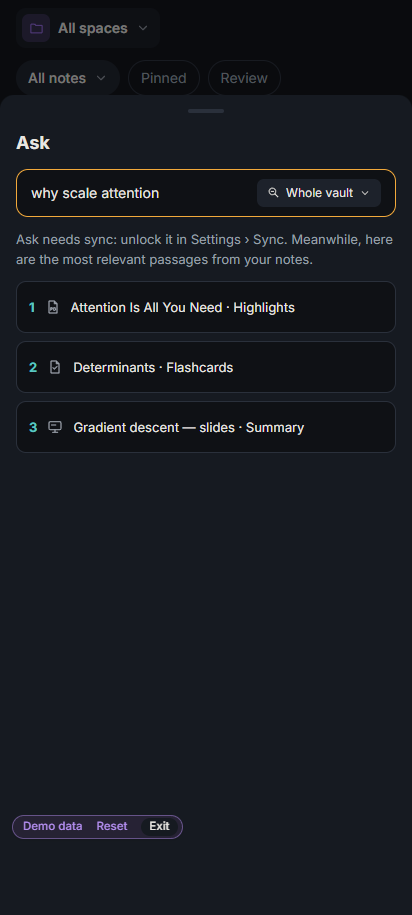 All spaces
All notes Pinned Review
Ask
why scale attention Whole vault
Ask needs sync: unlock it in Settings › Sync. Meanwhile, here
are the most relevant passages from your notes.
1 Attention Is All You Need · Highlights
2 Determinants · Flashcards
3 Gradient descent — slides · Summary
Demo data Reset Exit